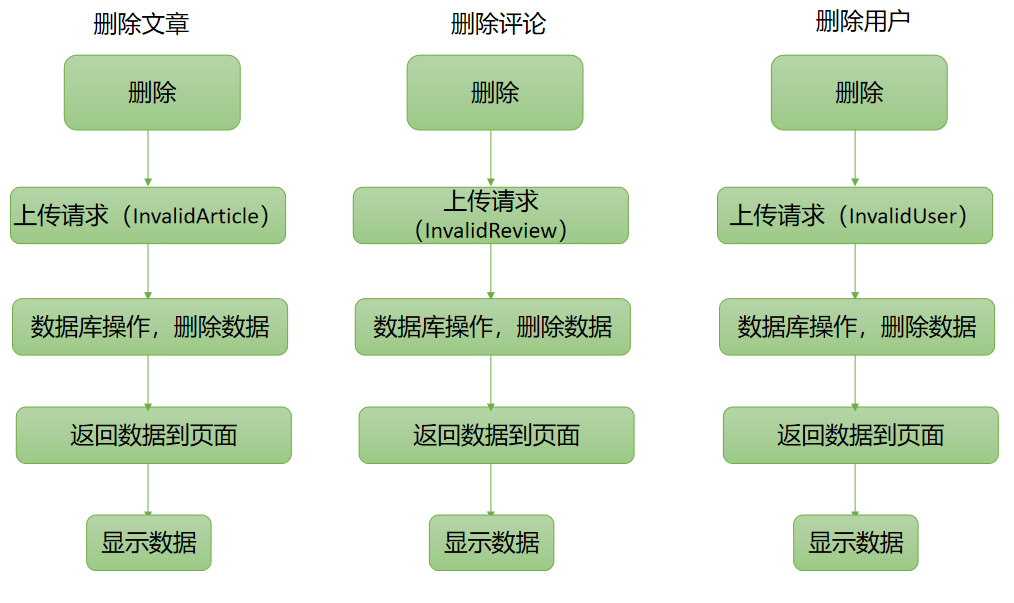 删除文章
删除
上传请求（InvalidArticle）
数据库操作，删除数据
返回数据到页面
显示数据
删除评论
删除
上传请求
（InvalidReview）
数据库操作，删除数据
返回数据到页面
显示数据
删除用户
删除
上传请求（InvalidUser）
数据库操作，删除数据
返回数据到页面
显示数据